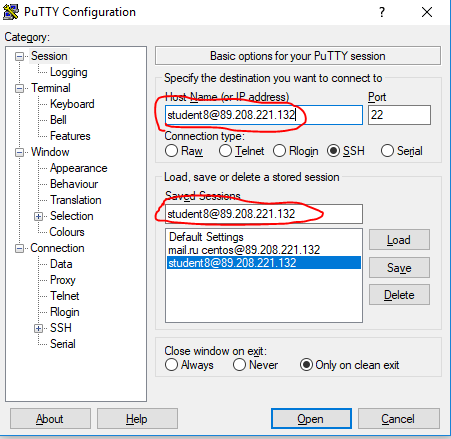 PuTTY Configuration
Category:
Session
Logging
Terminal
Keyboard
Bell
Features
Window
Appearance
Behaviour
Translation
Selection
Colours
Connection
Data
Proxy
Telnet
Rlogin
SSH
Serial
Basic options for your PuTTY session
Specify the destination you want to connect to
Host Name (or IP address) Port
student8@89.208.221.132 22
Connection type:
Raw Telnet Rlogin SSH Serial
Load, save or delete a stored session
Saved Sessions
student8@89.208.221.132
Default Settings
mail.ru centos@89.208.221.132
student8@89.208.221.132
Load
Save
Delete
Close window on exit:
Always Never Only on clean exit
About Help Open Cancel